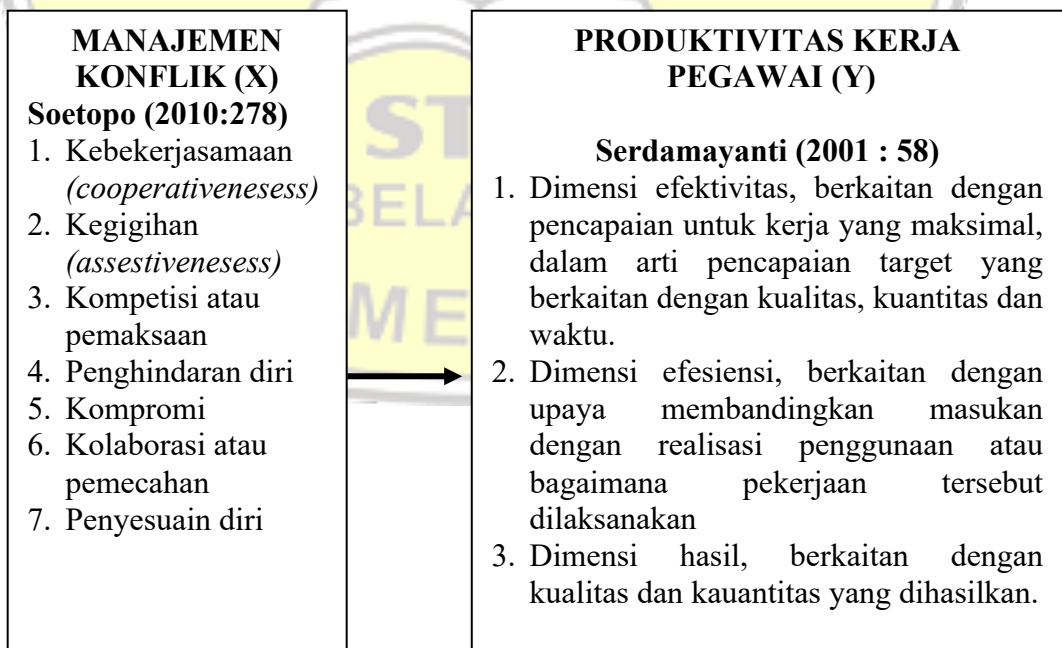 MANAJEMEN
KONFLIK (X)
Soetopo (2010:278)
1. Kebekerjasamaan
(cooperativenesess)
2. Kegigihan
(assestivenesess)
3. Kompetisi atau
pemaksaan
4. Penghindaran diri
5. Kompromi
6. Kolaborasi atau
pemecahan
7. Penyesuain diri
PRODUKTIVITAS KERJA
PEGAWAI (Y)
Serdamayanti (2001 : 58)
1. Dimensi efektivitas, berkaitan dengan
pencapaian untuk kerja yang maksimal,
dalam arti pencapaian target yang
berkaitan dengan kualitas, kuantitas dan
waktu.
2. Dimensi efesiensi, berkaitan dengan
upaya membandingkan masukan
dengan realisasi penggunaan atau
bagaimana pekerjaan tersebut
dilaksanakan
3. Dimensi hasil, berkaitan dengan
kualitas dan kauantitas yang dihasilkan.